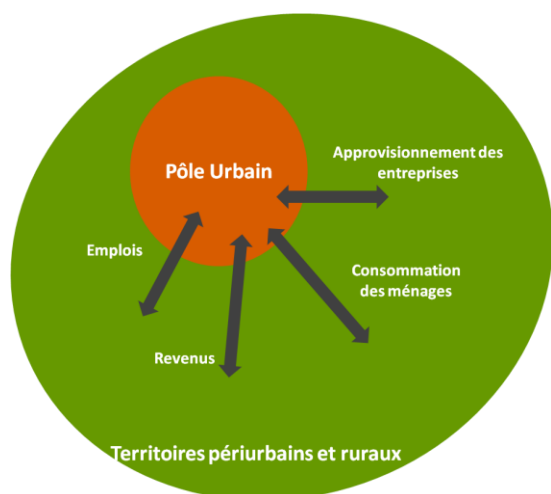 Approvisionnement des
entreprises
Pôle Urbain
Emplois
Consommation
des ménages
Revenus
Territoires périurbains et ruraux